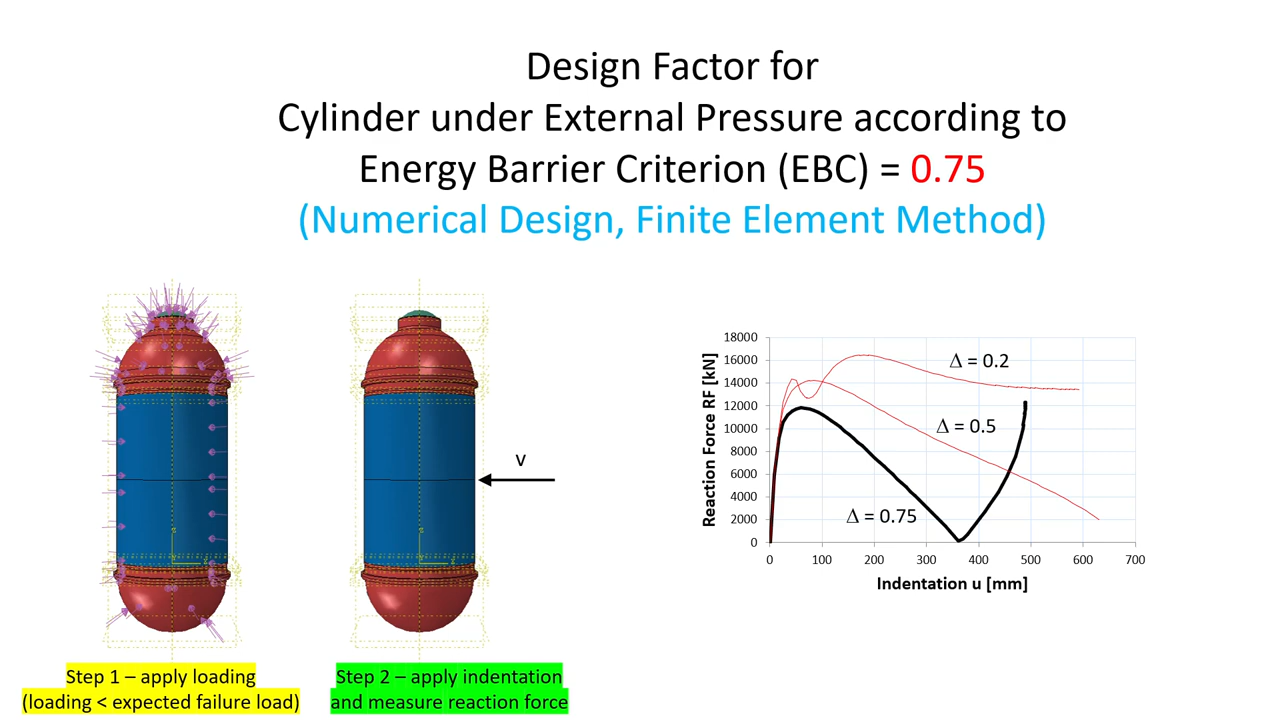 Design Factor for
Cylinder under External Pressure according to
Energy Barrier Criterion (EBC) = 0.75
(Numerical Design, Finite Element Method)
v
Step 1 – apply loading
(loading < expected failure load)
Step 2 – apply indentation
and measure reaction force
Reaction Force RF [kN]
18000
16000
14000
12000
10000
8000
6000
4000
2000
0
Δ = 0.2
Δ = 0.5
Δ = 0.75
0 100 200 300 400 500 600 700
Indentation u [mm]